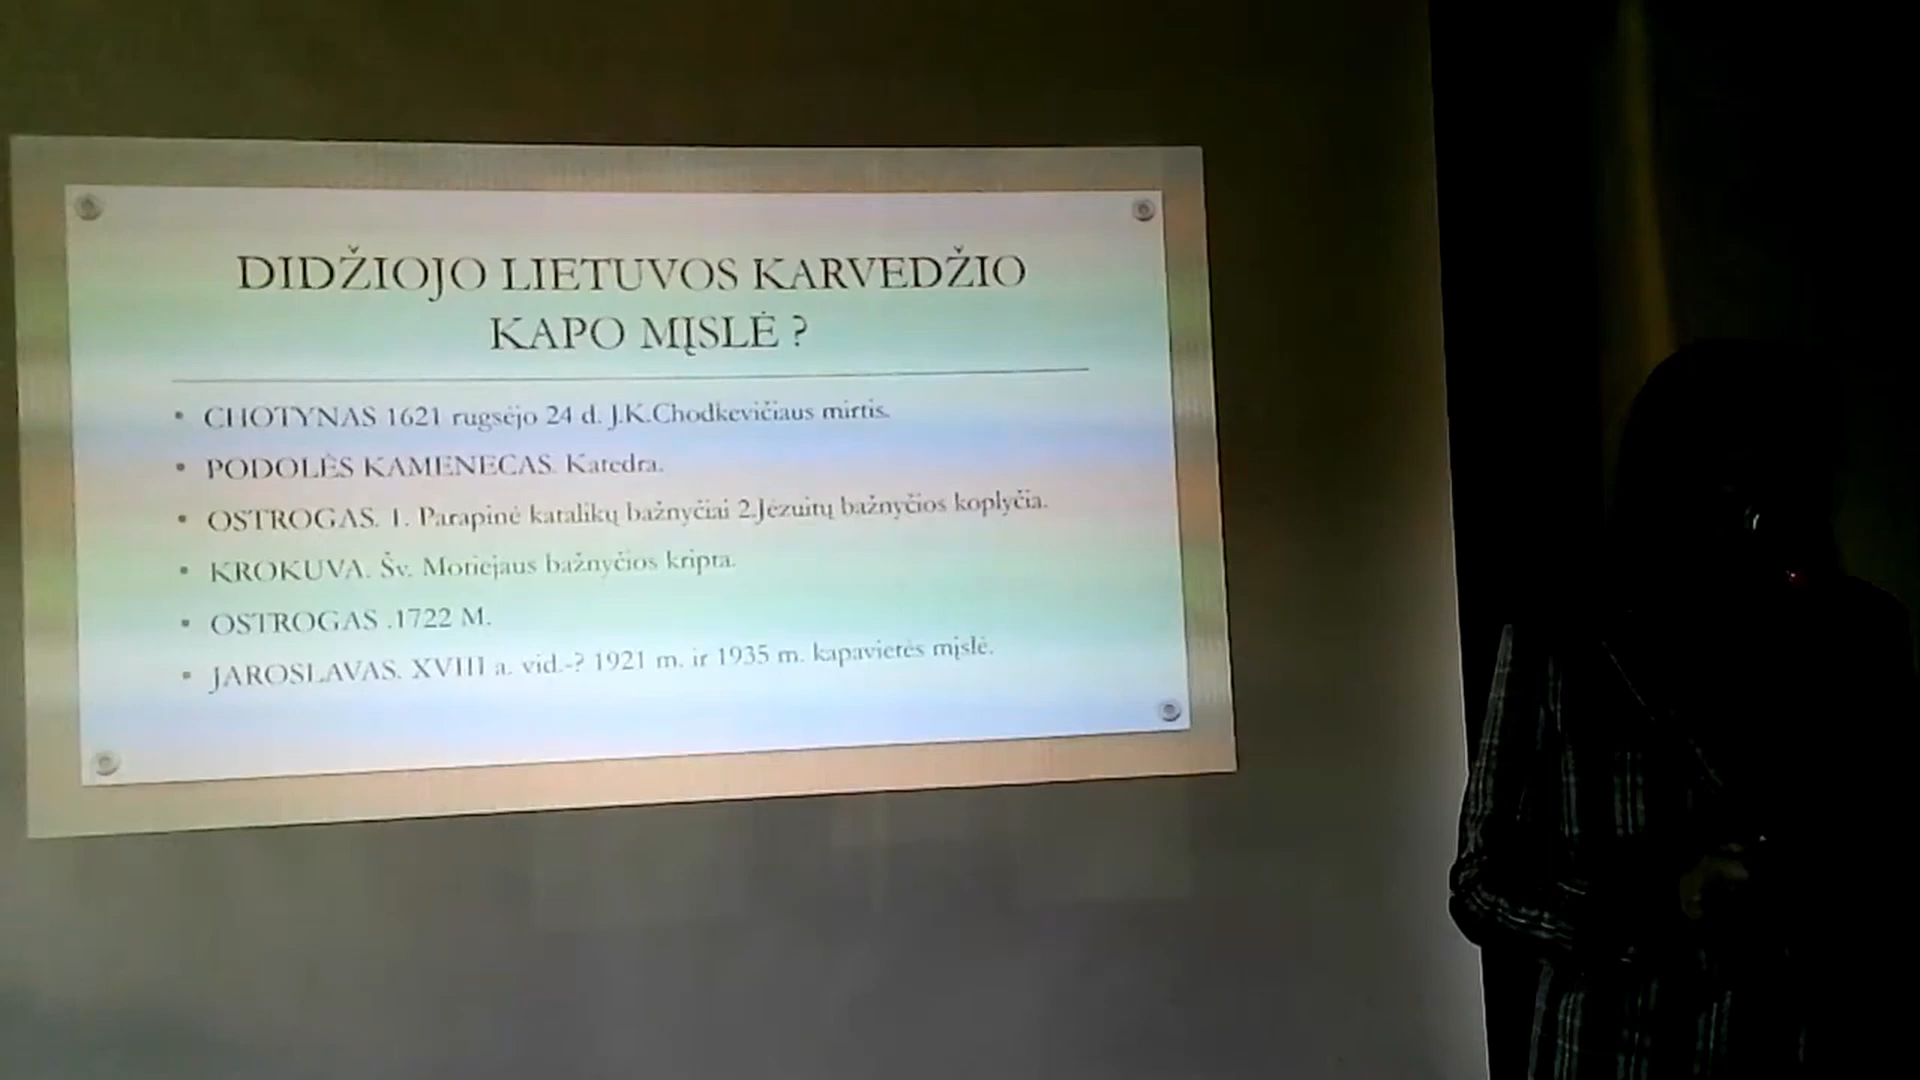 DIDŽIOJO LIETUVOS KARVEDŽIO
KAPO MĮSLĖ ?
• CHOTYNAS 1621 rugsėjo 24 d. J.K.Chodkevičiaus mirtis.
• PODOLĖS KAMENECAS. Katedra.
• OSTROGAS. 1. Parapinė katalikų bažnyčiai 2.Jėzuitų bažnyčios koplyčia.
• KROKUVA. Šv. Motiejaus bažnyčios kripta.
• OSTROGAS .1722 M.
• JAROSLAVAS. XVIII a. vid.-? 1921 m. ir 1935 m. kapavietės mįslė.